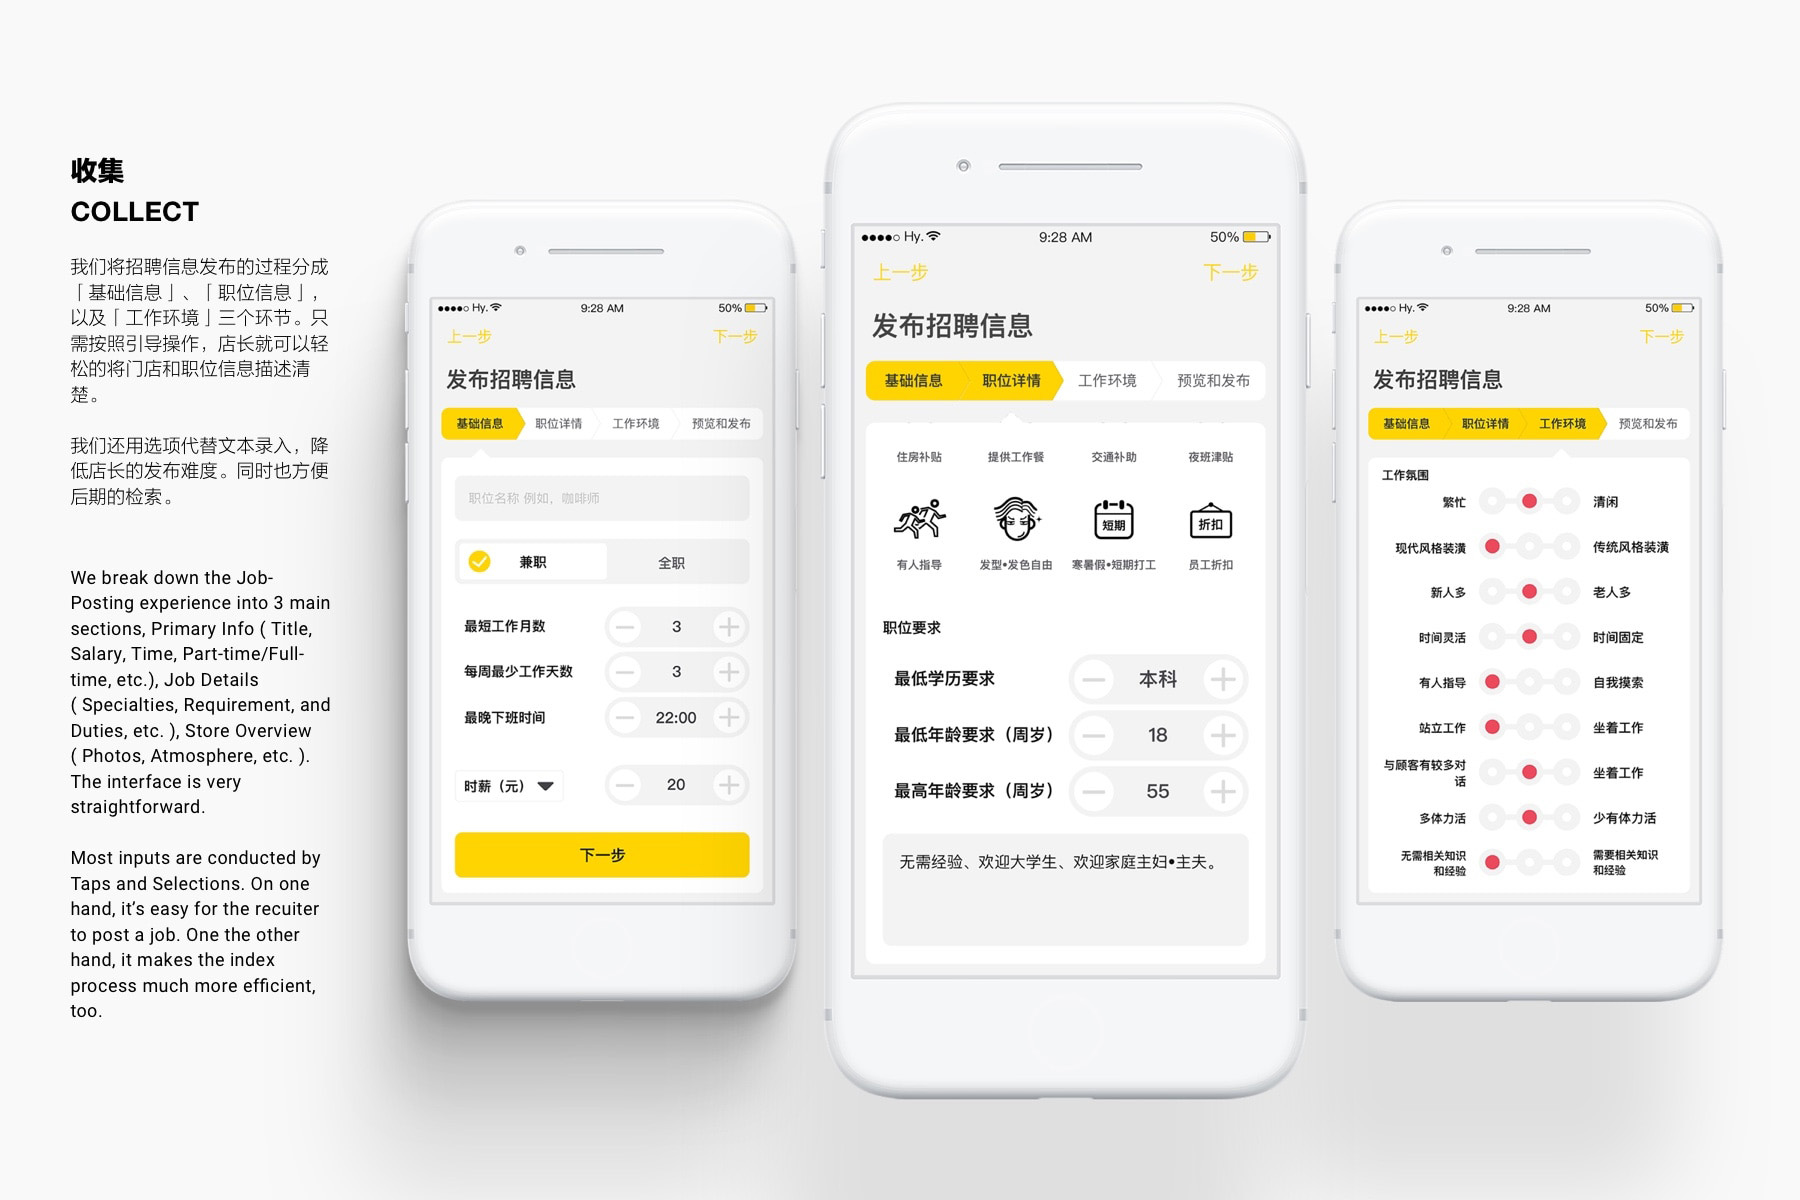 收集
COLLECT
我们将招聘信息发布的过程分成
「基础信息」、「职位信息」，
以及「工作环境」三个环节。只
需按照引导操作，店长就可以轻
松的将门店和职位信息描述清
楚。
我们还用选项代替文本录入，降
低店长的发布难度。同时也方便
后期的检索。
We break down the Job-
Posting experience into 3 main
sections, Primary Info ( Title,
Salary, Time, Part-time/Full-
time, etc.), Job Details
( Specialties, Requirement, and
Duties, etc. ), Store Overview
( Photos, Atmosphere, etc. ).
The interface is very
straightforward.
Most inputs are conducted by
Taps and Selections. On one
hand, it’s easy for the recuiter
to post a job. One the other
hand, it makes the index
process much more efficient,
too.
Hy. 9:28 AM 50%
上一步 下一步
发布招聘信息
基础信息 职位详情 工作环境 预览和发布
职位名称 例如，咖啡师
兼职 全职
最短工作月数 3
每周最少工作天数 3
最晚下班时间 22:00
时薪（元） 20
下一步
Hy. 9:28 AM 50%
上一步 下一步
发布招聘信息
基础信息 职位详情 工作环境 预览和发布
住房补贴 提供工作餐 交通补助 夜班津贴
短期 折扣
有人指导 发型•发色自由 寒暑假•短期打工 员工折扣
职位要求
最低学历要求 本科
最低年龄要求（周岁） 18
最高年龄要求（周岁） 55
无需经验、欢迎大学生、欢迎家庭主妇•主夫。
Hy. 9:28 AM 50%
上一步 下一步
发布招聘信息
基础信息 职位详情 工作环境 预览和发布
工作氛围
繁忙 清闲
现代风格装潢 传统风格装潢
新人多 老人多
时间灵活 时间固定
有人指导 自我摸索
站立工作 坐着工作
与顾客有较多对
话 坐着工作
多体力活 少有体力活
无需相关知识 需要相关知识
和经验 和经验